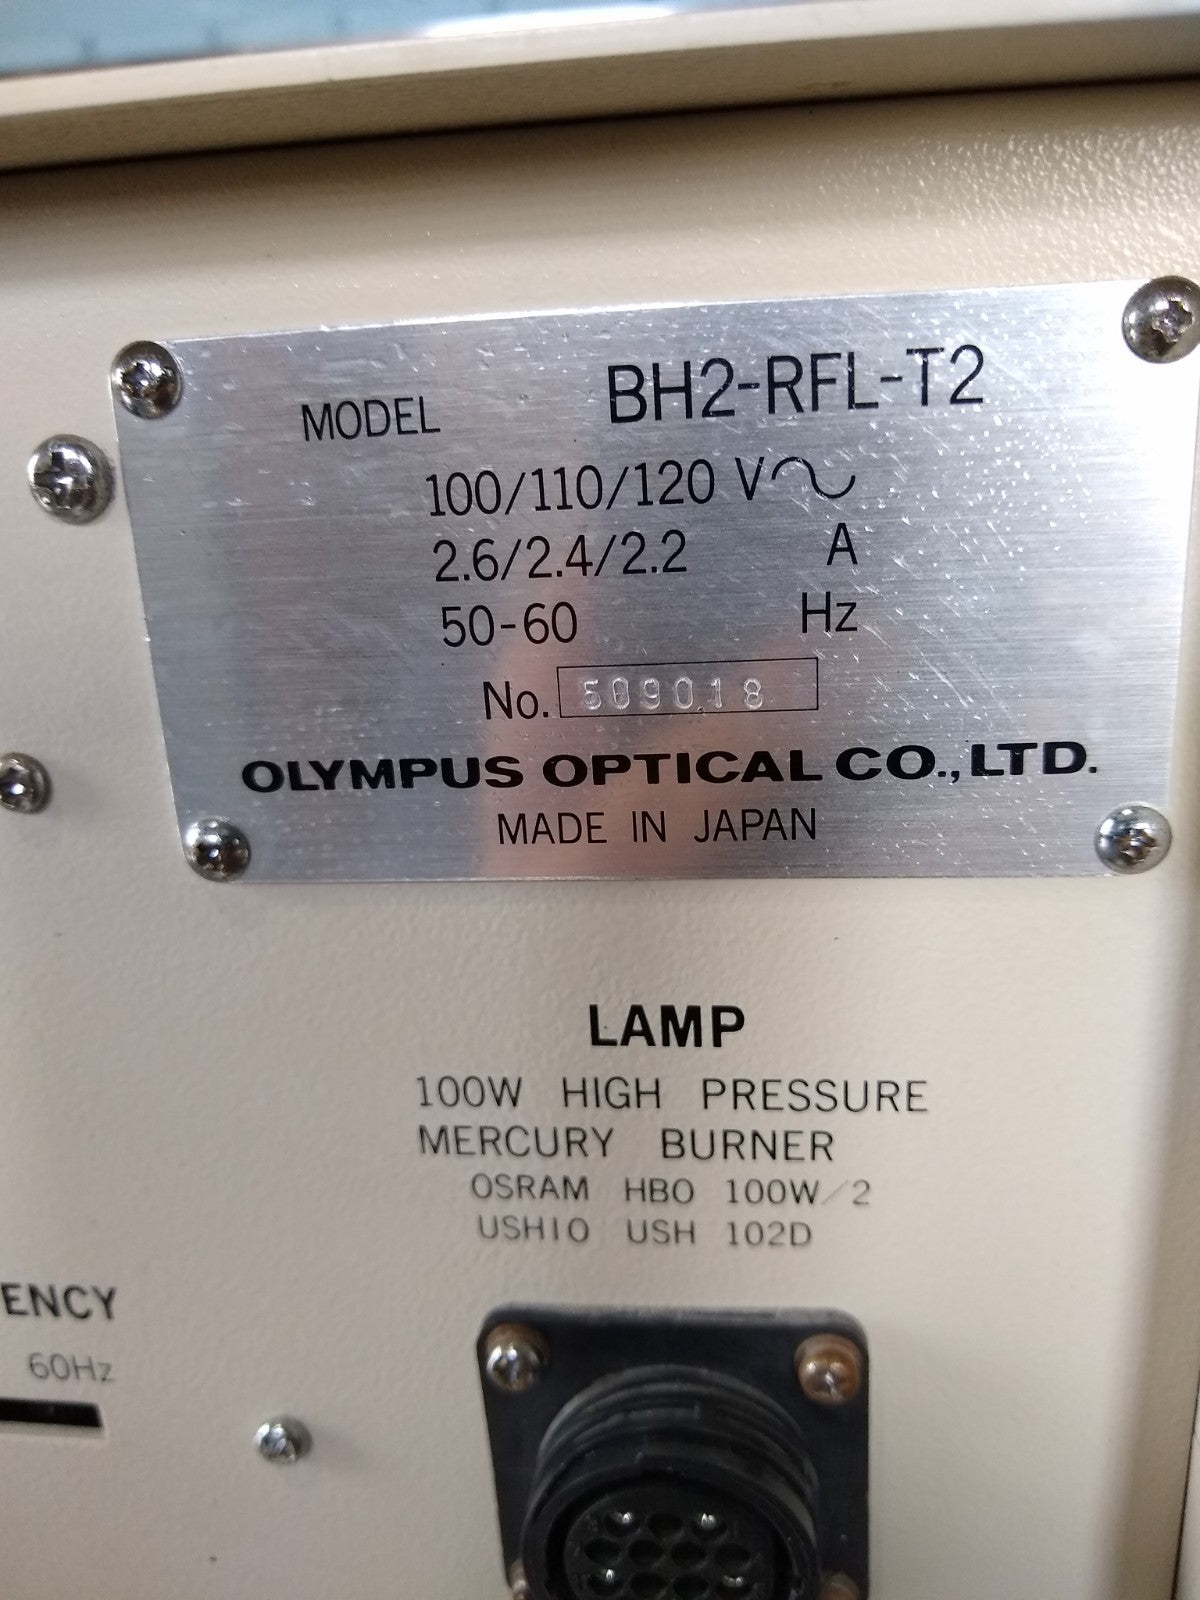 MODEL BH2-RFL-T2
100/110/120 V
2.6/2.4/2.2 A
50-60 Hz
No. 509018
OLYMPUS OPTICAL CO.,LTD.
MADE IN JAPAN
LAMP
100W HIGH PRESSURE
MERCURY BURNER
OSRAM HBO 100W/2
USHIO USH 102D
ENCY
60Hz